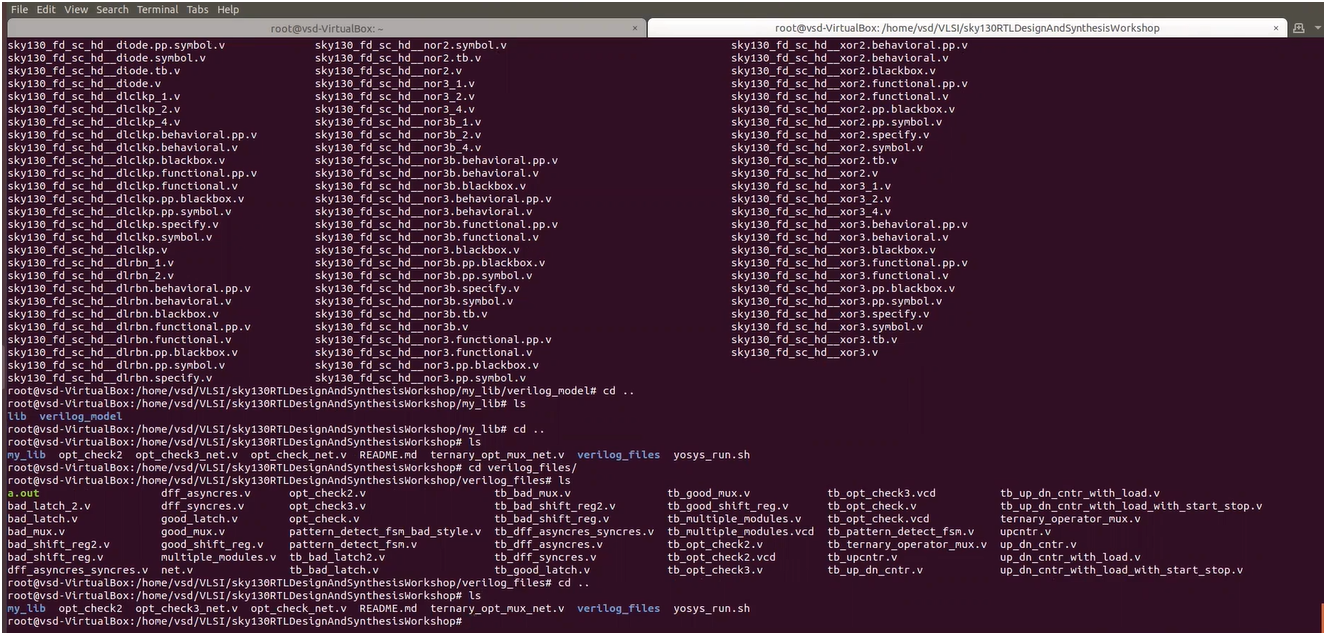 File Edit View Search Terminal Tabs Help
root@vsd-VirtualBox: ~ × root@vsd-VirtualBox: /home/vsd/VLSI/sky130RTLDesignAndSynthesisWorkshop ×
sky130_fd_sc_hd__diode.pp.symbol.v sky130_fd_sc_hd__nor2.symbol.v sky130_fd_sc_hd__xor2.behavioral.pp.v
sky130_fd_sc_hd__diode.symbol.v sky130_fd_sc_hd__nor2.tb.v sky130_fd_sc_hd__xor2.behavioral.v
sky130_fd_sc_hd__diode.tb.v sky130_fd_sc_hd__nor2.v sky130_fd_sc_hd__xor2.blackbox.v
sky130_fd_sc_hd__diode.v sky130_fd_sc_hd__nor3_1.v sky130_fd_sc_hd__xor2.functional.pp.v
sky130_fd_sc_hd__dlclkp_1.v sky130_fd_sc_hd__nor3_2.v sky130_fd_sc_hd__xor2.functional.v
sky130_fd_sc_hd__dlclkp_2.v sky130_fd_sc_hd__nor3_4.v sky130_fd_sc_hd__xor2.pp.blackbox.v
sky130_fd_sc_hd__dlclkp_4.v sky130_fd_sc_hd__nor3b_1.v sky130_fd_sc_hd__xor2.pp.symbol.v
sky130_fd_sc_hd__dlclkp.behavioral.pp.v sky130_fd_sc_hd__nor3b_2.v sky130_fd_sc_hd__xor2.specify.v
sky130_fd_sc_hd__dlclkp.behavioral.v sky130_fd_sc_hd__nor3b_4.v sky130_fd_sc_hd__xor2.symbol.v
sky130_fd_sc_hd__dlclkp.blackbox.v sky130_fd_sc_hd__nor3b.behavioral.pp.v sky130_fd_sc_hd__xor2.tb.v
sky130_fd_sc_hd__dlclkp.functional.pp.v sky130_fd_sc_hd__nor3b.behavioral.v sky130_fd_sc_hd__xor2.v
sky130_fd_sc_hd__dlclkp.functional.v sky130_fd_sc_hd__nor3b.blackbox.v sky130_fd_sc_hd__xor3_1.v
sky130_fd_sc_hd__dlclkp.pp.blackbox.v sky130_fd_sc_hd__nor3.behavioral.pp.v sky130_fd_sc_hd__xor3_2.v
sky130_fd_sc_hd__dlclkp.pp.symbol.v sky130_fd_sc_hd__nor3.behavioral.v sky130_fd_sc_hd__xor3_4.v
sky130_fd_sc_hd__dlclkp.specify.v sky130_fd_sc_hd__nor3b.functional.pp.v sky130_fd_sc_hd__xor3.behavioral.pp.v
sky130_fd_sc_hd__dlclkp.symbol.v sky130_fd_sc_hd__nor3b.functional.v sky130_fd_sc_hd__xor3.behavioral.v
sky130_fd_sc_hd__dlclkp.v sky130_fd_sc_hd__nor3.blackbox.v sky130_fd_sc_hd__xor3.blackbox.v
sky130_fd_sc_hd__dlrbn_1.v sky130_fd_sc_hd__nor3b.pp.blackbox.v sky130_fd_sc_hd__xor3.functional.pp.v
sky130_fd_sc_hd__dlrbn_2.v sky130_fd_sc_hd__nor3b.pp.symbol.v sky130_fd_sc_hd__xor3.functional.v
sky130_fd_sc_hd__dlrbn.behavioral.pp.v sky130_fd_sc_hd__nor3b.specify.v sky130_fd_sc_hd__xor3.pp.blackbox.v
sky130_fd_sc_hd__dlrbn.behavioral.v sky130_fd_sc_hd__nor3b.symbol.v sky130_fd_sc_hd__xor3.pp.symbol.v
sky130_fd_sc_hd__dlrbn.blackbox.v sky130_fd_sc_hd__nor3b.tb.v sky130_fd_sc_hd__xor3.specify.v
sky130_fd_sc_hd__dlrbn.functional.pp.v sky130_fd_sc_hd__nor3b.v sky130_fd_sc_hd__xor3.symbol.v
sky130_fd_sc_hd__dlrbn.functional.v sky130_fd_sc_hd__nor3.functional.pp.v sky130_fd_sc_hd__xor3.tb.v
sky130_fd_sc_hd__dlrbn.pp.blackbox.v sky130_fd_sc_hd__nor3.functional.v sky130_fd_sc_hd__xor3.v
sky130_fd_sc_hd__dlrbn.pp.symbol.v sky130_fd_sc_hd__nor3.pp.blackbox.v
sky130_fd_sc_hd__dlrbn.specify.v sky130_fd_sc_hd__nor3.pp.symbol.v
root@vsd-VirtualBox:/home/vsd/VLSI/sky130RTLDesignAndSynthesisWorkshop/my_lib/verilog_model# cd ..
root@vsd-VirtualBox:/home/vsd/VLSI/sky130RTLDesignAndSynthesisWorkshop/my_lib# ls
lib verilog_model
root@vsd-VirtualBox:/home/vsd/VLSI/sky130RTLDesignAndSynthesisWorkshop/my_lib# cd ..
root@vsd-VirtualBox:/home/vsd/VLSI/sky130RTLDesignAndSynthesisWorkshop# ls
my_lib opt_check2 opt_check3_net.v opt_check_net.v README.md ternary_opt_mux_net.v verilog_files yosys_run.sh
root@vsd-VirtualBox:/home/vsd/VLSI/sky130RTLDesignAndSynthesisWorkshop# cd verilog_files/
root@vsd-VirtualBox:/home/vsd/VLSI/sky130RTLDesignAndSynthesisWorkshop/verilog_files# ls
a.out dff_asyncres.v opt_check2.v tb_bad_mux.v tb_good_mux.v tb_opt_check3.vcd tb_up_dn_cntr_with_load.v
bad_latch_2.v dff_syncres.v opt_check3.v tb_bad_shift_reg2.v tb_good_shift_reg.v tb_opt_check.v tb_up_dn_cntr_with_load_with_start_stop.v
bad_latch.v good_latch.v opt_check.v tb_bad_shift_reg.v tb_multiple_modules.v tb_opt_check.vcd ternary_operator_mux.v
bad_mux.v good_mux.v pattern_detect_fsm_bad_style.v tb_dff_asyncres_syncres.v tb_multiple_modules.vcd tb_pattern_detect_fsm.v upcntr.v
bad_shift_reg2.v good_shift_reg.v pattern_detect_fsm.v tb_dff_asyncres.v tb_opt_check2.v tb_ternary_operator_mux.v up_dn_cntr.v
bad_shift_reg.v multiple_modules.v tb_bad_latch2.v tb_dff_syncres.v tb_opt_check2.vcd tb_upcntr.v up_dn_cntr_with_load.v
dff_asyncres_syncres.v net.v tb_bad_latch.v tb_good_latch.v tb_opt_check3.v tb_up_dn_cntr.v up_dn_cntr_with_load_with_start_stop.v
root@vsd-VirtualBox:/home/vsd/VLSI/sky130RTLDesignAndSynthesisWorkshop/verilog_files# cd ..
root@vsd-VirtualBox:/home/vsd/VLSI/sky130RTLDesignAndSynthesisWorkshop# ls
my_lib opt_check2 opt_check3_net.v opt_check_net.v README.md ternary_opt_mux_net.v verilog_files yosys_run.sh
root@vsd-VirtualBox:/home/vsd/VLSI/sky130RTLDesignAndSynthesisWorkshop#